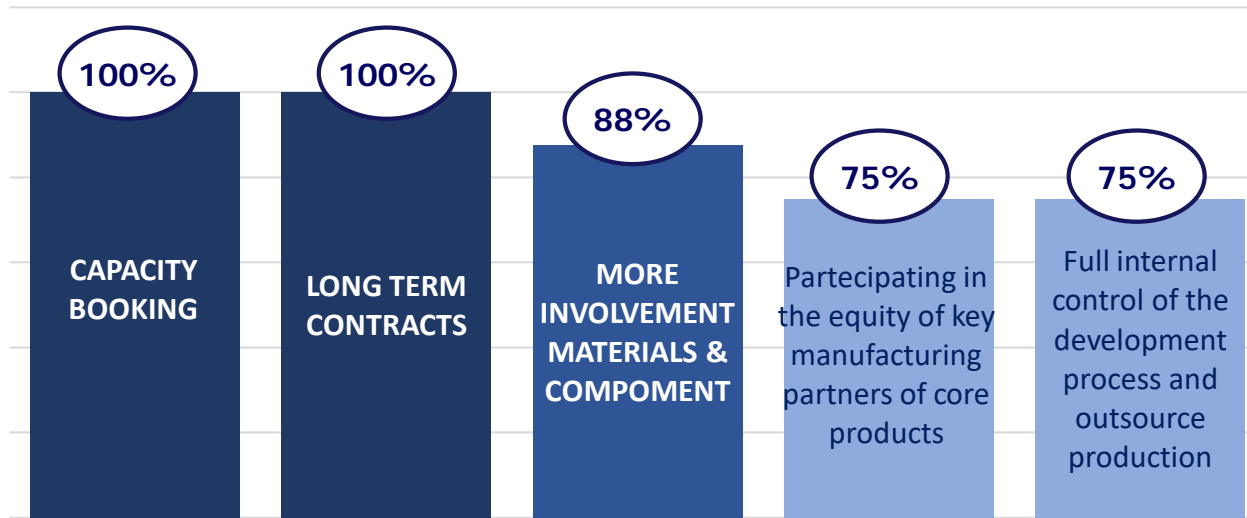 100%
100%
88%
75%
75%
CAPACITY
BOOKING
LONG TERM
CONTRACTS
MORE
INVOLVEMENT
MATERIALS &
COMPOMENT
Partecipating in
the equity of key
manufacturing
partners of core
products
Full internal
control of the
development
process and
outsource
production